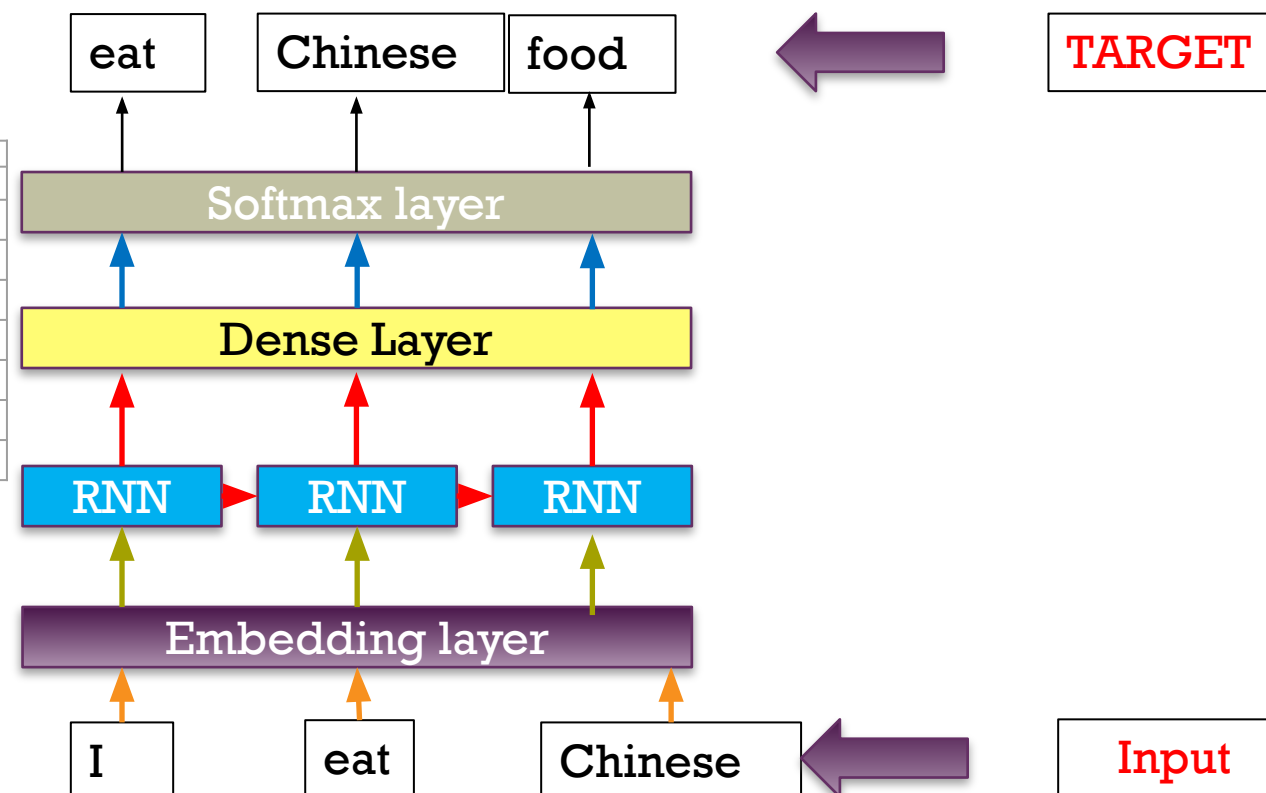 eat Chinese food TARGET
Softmax layer
Dense Layer
RNN RNN RNN
Embedding layer
I eat Chinese Input